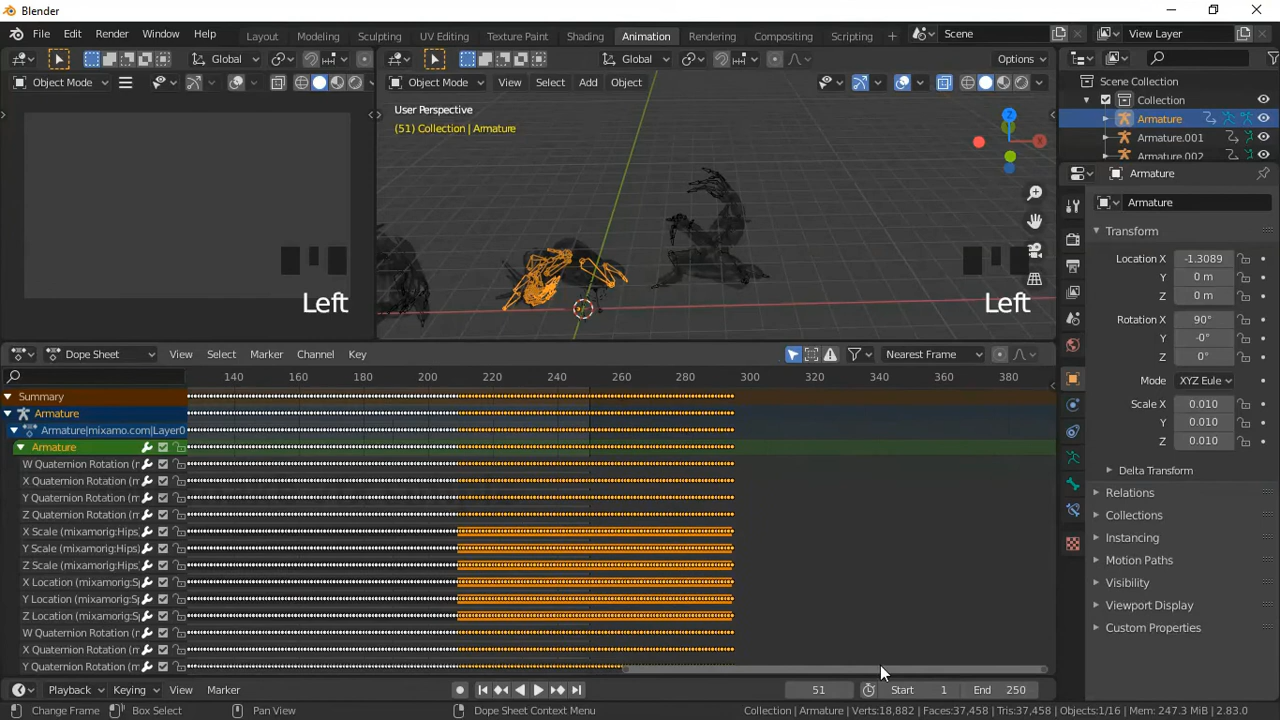 Blender
File Edit Render Window Help Layout Modeling Sculpting UV Editing Texture Paint Shading Animation Rendering Compositing Scripting Scene View Layer
Global Global Options
Object Mode Object Mode View Select Add Object
User Perspective
(51) Collection | Armature
Left
Left
Z
X
Scene Collection
Collection
Armature
Armature.001
Armature.002
Armature
Armature
Transform
Location X -1.3089
Y 0 m
Z 0 m
Rotation X 90°
Y -0°
Z 0°
Mode XYZ Eule
Scale X 0.010
Y 0.010
Z 0.010
Delta Transform
Relations
Collections
Instancing
Motion Paths
Visibility
Viewport Display
Custom Properties
Dope Sheet View Select Marker Channel Key Nearest Frame
140 160 180 200 220 240 260 280 300 320 340 360 380
Summary
Armature
Armature|mixamo.com|Layer0
Armature
W Quaternion Rotation (r
X Quaternion Rotation (m
Y Quaternion Rotation (m
Z Quaternion Rotation (m
X Scale (mixamorig:Hips)
Y Scale (mixamorig:Hips)
Z Scale (mixamorig:Hips)
X Location (mixamorig:Sp
Y Location (mixamorig:Sp
Z Location (mixamorig:Sp
W Quaternion Rotation (r
X Quaternion Rotation (m
Y Quaternion Rotation (m
Playback Keying View Marker 51 Start 1 End 250
Change Frame Box Select Pan View Dope Sheet Context Menu Collection | Armature | Verts:18,882 | Faces:37,458 | Tris:37,458 | Objects:1/16 | Mem: 247.3 MiB | 2.83.0